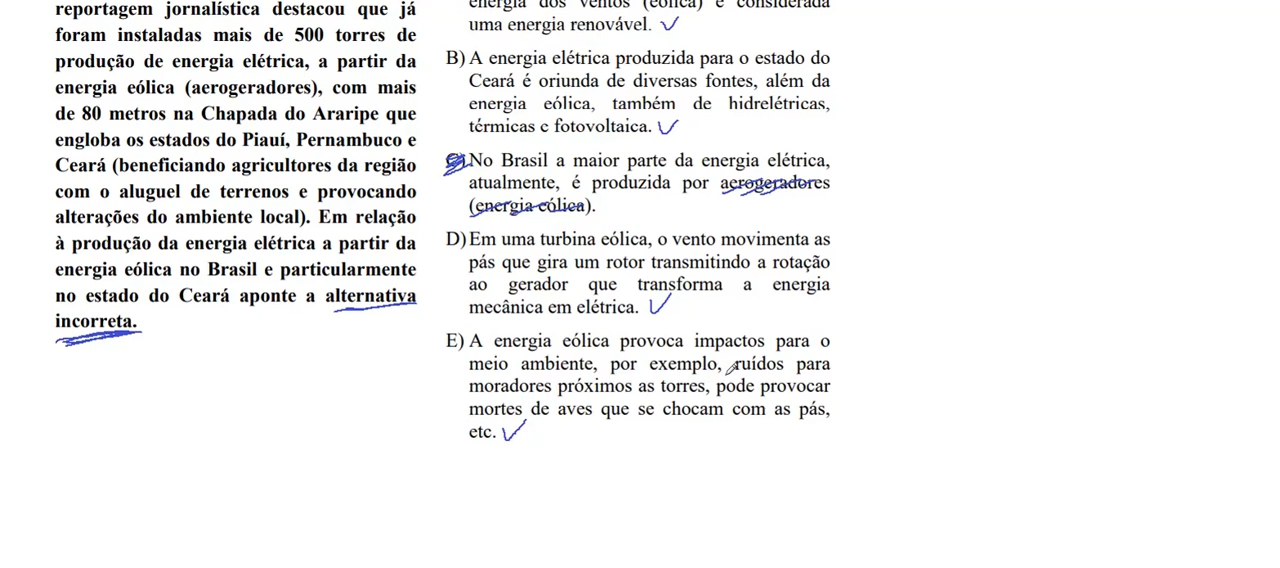 reportagem jornalística destacou que já
foram instaladas mais de 500 torres de
produção de energia elétrica, a partir da
energia eólica (aerogeradores), com mais
de 80 metros na Chapada do Araripe que
engloba os estados do Piauí, Pernambuco e
Ceará (beneficiando agricultores da região
com o aluguel de terrenos e provocando
alterações do ambiente local). Em relação
à produção da energia elétrica a partir da
energia eólica no Brasil e particularmente
no estado do Ceará aponte a alternativa
incorreta.
energia dos ventos (eólica) é considerada
uma energia renovável.
B) A energia elétrica produzida para o estado do
Ceará é oriunda de diversas fontes, além da
energia eólica, também de hidrelétricas,
térmicas e fotovoltaica.
C) No Brasil a maior parte da energia elétrica,
atualmente, é produzida por aerogeradores
(energia eólica).
D) Em uma turbina eólica, o vento movimenta as
pás que gira um rotor transmitindo a rotação
ao gerador que transforma a energia
mecânica em elétrica.
E) A energia eólica provoca impactos para o
meio ambiente, por exemplo, ruídos para
moradores próximos as torres, pode provocar
mortes de aves que se chocam com as pás,
etc.